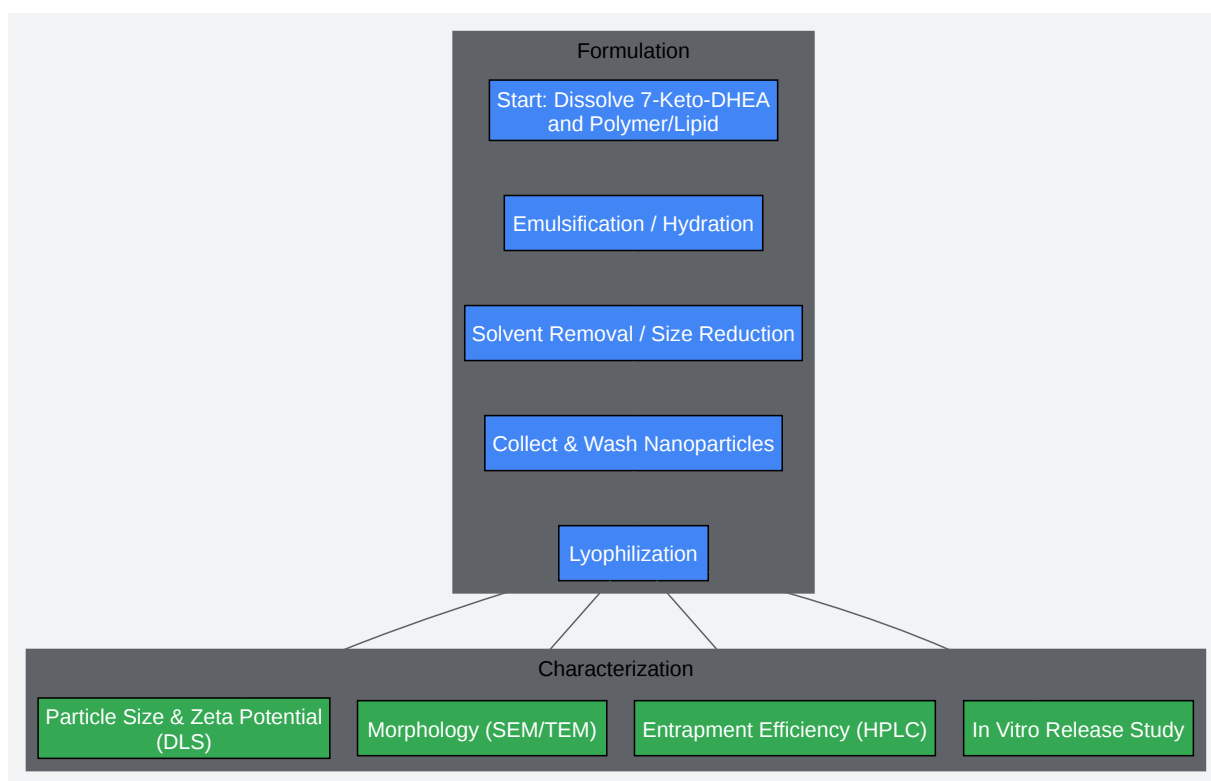 Formulation
Start: Dissolve 7-Keto-DHEA
and Polymer/Lipid
Emulsification / Hydration
Solvent Removal / Size Reduction
Collect & Wash Nanoparticles
Lyophilization
Characterization
Particle Size & Zeta Potential
(DLS)
Morphology (SEM/TEM)
Entrapment Efficiency (HPLC)
In Vitro Release Study